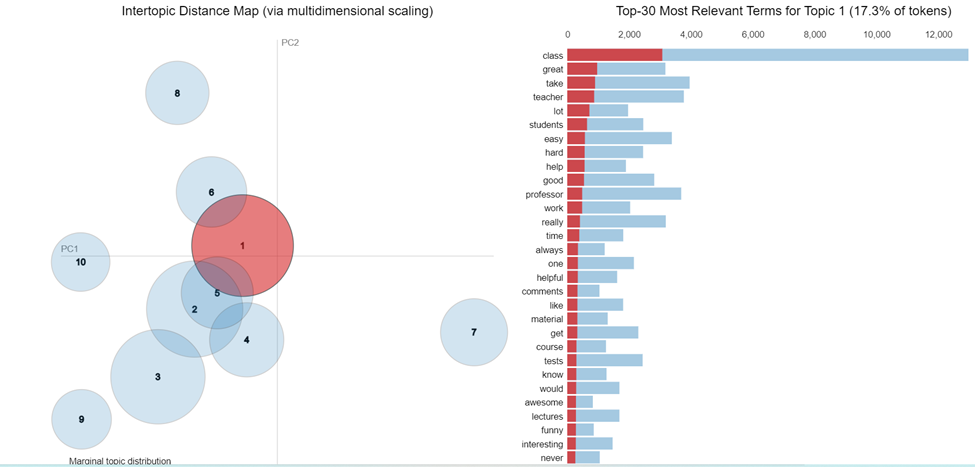 Intertopic Distance Map (via multidimensional scaling)
PC2
8
6
1
PC1
10
5
2
4
7
3
9
Marginal topic distribution
Top-30 Most Relevant Terms for Topic 1 (17.3% of tokens)
0 2,000 4,000 6,000 8,000 10,000 12,000
class
great
take
teacher
lot
students
easy
hard
help
good
professor
work
really
time
always
one
helpful
comments
like
material
get
course
tests
know
would
awesome
lectures
funny
interesting
never